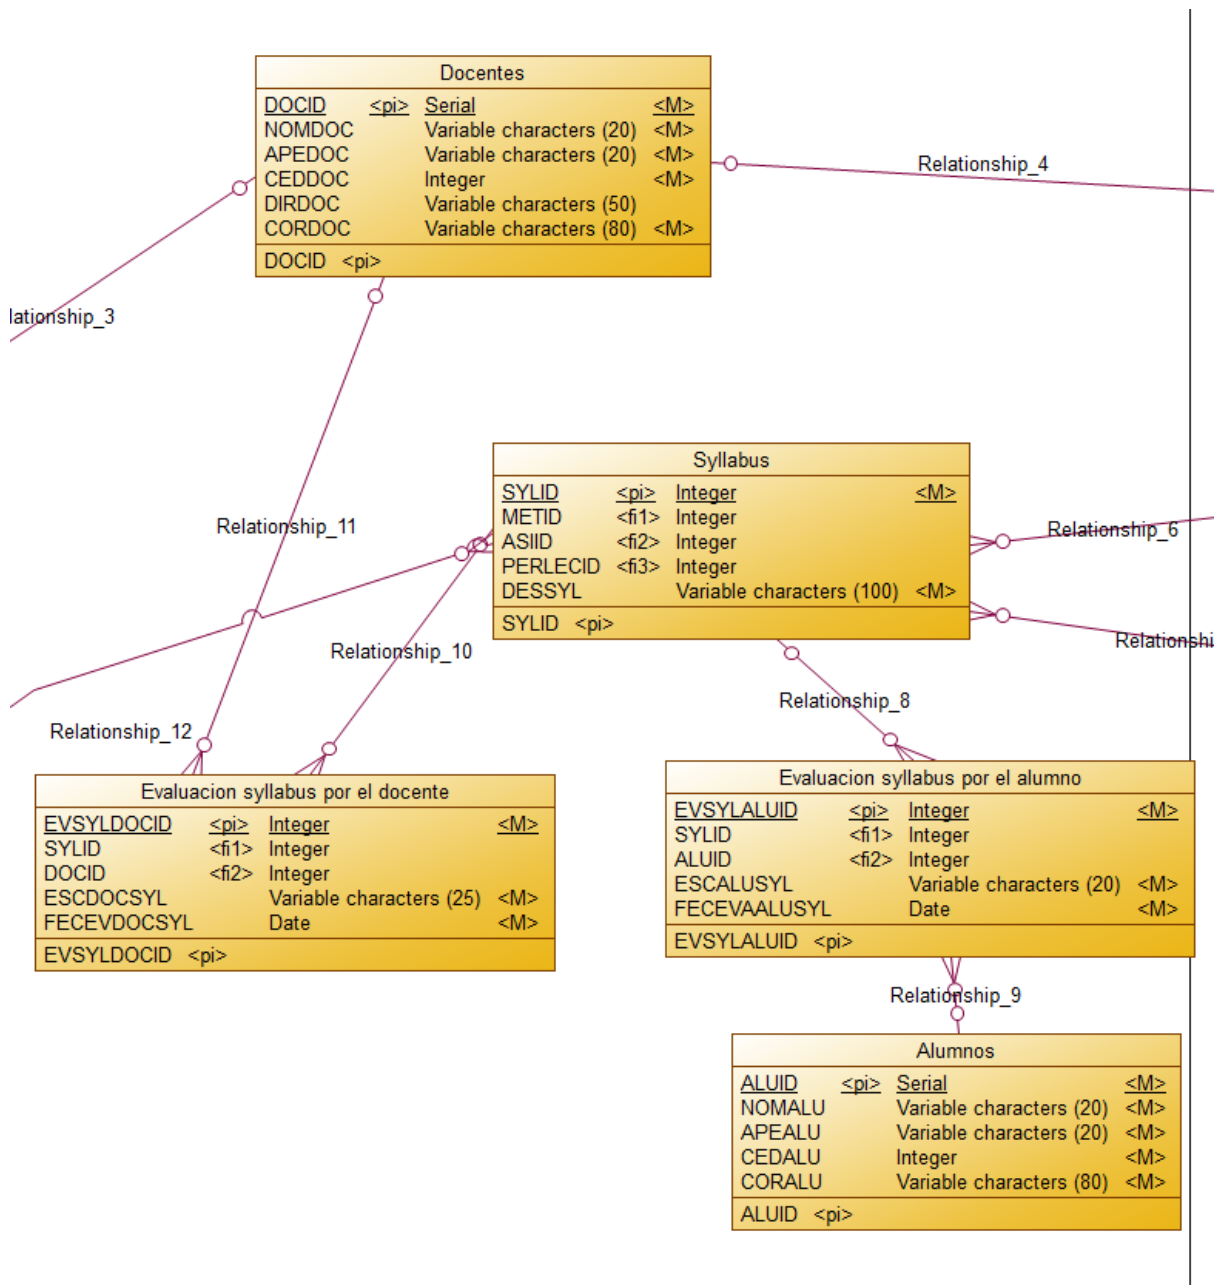 Docentes
DOCID <pi> Serial <M>
NOMDOC Variable characters (20) <M>
APEDOC Variable characters (20) <M>
CEDDOC Integer <M>
DIRDOC Variable characters (50)
CORDOC Variable characters (80) <M>
DOCID <pi>
Relationship_4
lationship_3
Syllabus
SYLID <pi> Integer <M>
METID <fi1> Integer
ASIID <fi2> Integer
PERLECID <fi3> Integer
DESSYL Variable characters (100) <M>
SYLID <pi>
Relationship_11
Relationship_6
Relationship_10
Relationshi
Relationship_8
Relationship_12
Evaluacion syllabus por el docente
EVSYLDOCID <pi> Integer <M>
SYLID <fi1> Integer
DOCID <fi2> Integer
ESCDOCSYL Variable characters (25) <M>
FECEVDOCSYL Date <M>
EVSYLDOCID <pi>
Evaluacion syllabus por el alumno
EVSYLALUID <pi> Integer <M>
SYLID <fi1> Integer
ALUID <fi2> Integer
ESCALUSYL Variable characters (20) <M>
FECEVAALUSYL Date <M>
EVSYLALUID <pi>
Relationship_9
Alumnos
ALUID <pi> Serial <M>
NOMALU Variable characters (20) <M>
APEALU Variable characters (20) <M>
CEDALU Integer <M>
CORALU Variable characters (80) <M>
ALUID <pi>